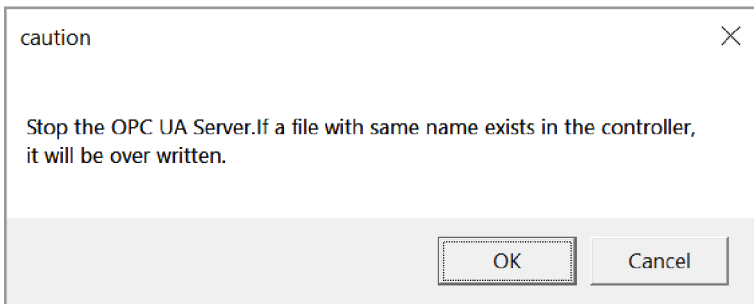 caution
Stop the OPC UA Server.If a file with same name exists in the controller,
it will be over written.
OK
Cancel